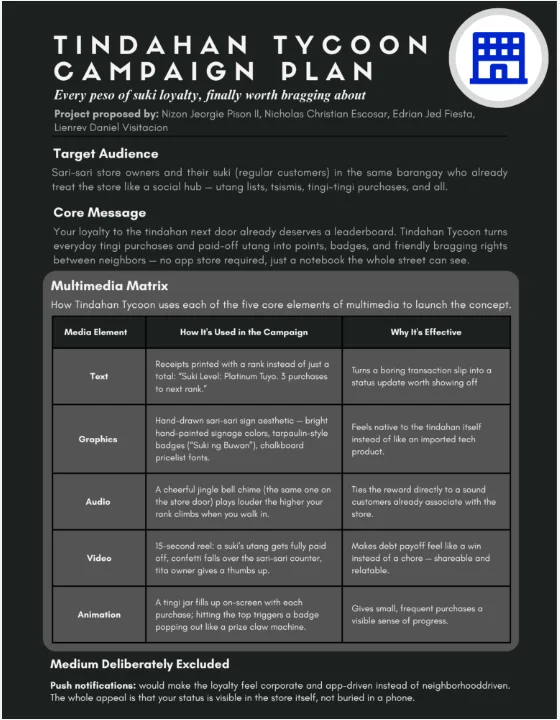 TINDAHAN TYCOON
CAMPAIGN PLAN
Every peso of suki loyalty, finally worth bragging about
Project proposed by: Nizon Jeorgie Pison II, Nicholas Christian Escosar, Edrian Jed Fiesta,
Lienrev Daniel Visitacion
Target Audience
Sari-sari store owners and their suki (regular customers) in the same barangay who already
treat the store like a social hub — utang lists, tsismis, tingi-tingi purchases, and all.
Core Message
Your loyalty to the tindahan next door already deserves a leaderboard. Tindahan Tycoon turns
everyday tingi purchases and paid-off utang into points, badges, and friendly bragging rights
between neighbors — no app store required, just a notebook the whole street can see.
Multimedia Matrix
How Tindahan Tycoon uses each of the five core elements of multimedia to launch the concept.
Media Element
How It's Used in the Campaign
Why It's Effective
Text
Receipts printed with a rank instead of just a
total: "Suki Level: Platinum Tuyo. 3 purchases
to next rank."
Turns a boring transaction slip into a
status update worth showing off
Graphics
Hand-drawn sari-sari sign aesthetic — bright
hand-painted signage colors, tarpaulin-style
badges ("Suki ng Buwan"), chalkboard
pricelist fonts.
Feels native to the tindahan itself
instead of like an imported tech
product.
Audio
A cheerful jingle bell chime (the same one on
the store door) plays louder the higher your
rank climbs when you walk in.
Ties the reward directly to a sound
customers already associate with the
store.
Video
15-second reel: a suki's utang gets fully paid
off, confetti falls over the sari-sari counter,
tita owner gives a thumbs up.
Makes debt payoff feel like a win
instead of a chore — shareable and
relatable.
Animation
A tingi jar fills up on-screen with each
purchase; hitting the top triggers a badge
popping out like a prize claw machine.
Gives small, frequent purchases a
visible sense of progress.
Medium Deliberately Excluded
Push notifications: would make the loyalty feel corporate and app-driven instead of neighborhooddriven.
The whole appeal is that your status is visible in the store itself, not buried in a phone.